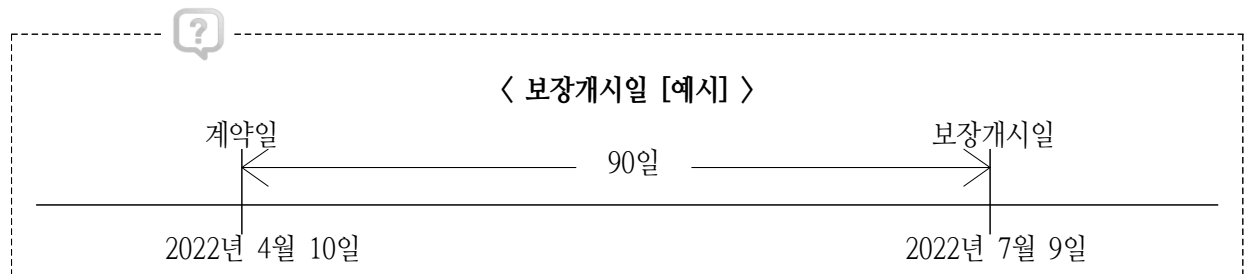 ?
〈 보장개시일 [예시] 〉
계약일 보장개시일
90일
2022년 4월 10일 2022년 7월 9일